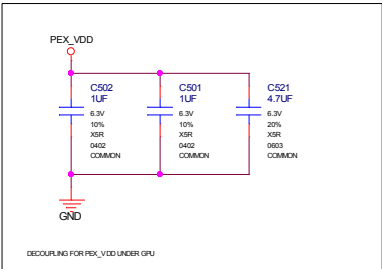 PEX_VDD
C502
1UF
6.3V
10%
X5R
0402
COMMON
C501
1UF
6.3V
10%
X5R
0402
COMMON
C521
4.7UF
6.3V
20%
X5R
0603
COMMON
GND
DECOUPLING FOR PEX_VDD UNDER GPU